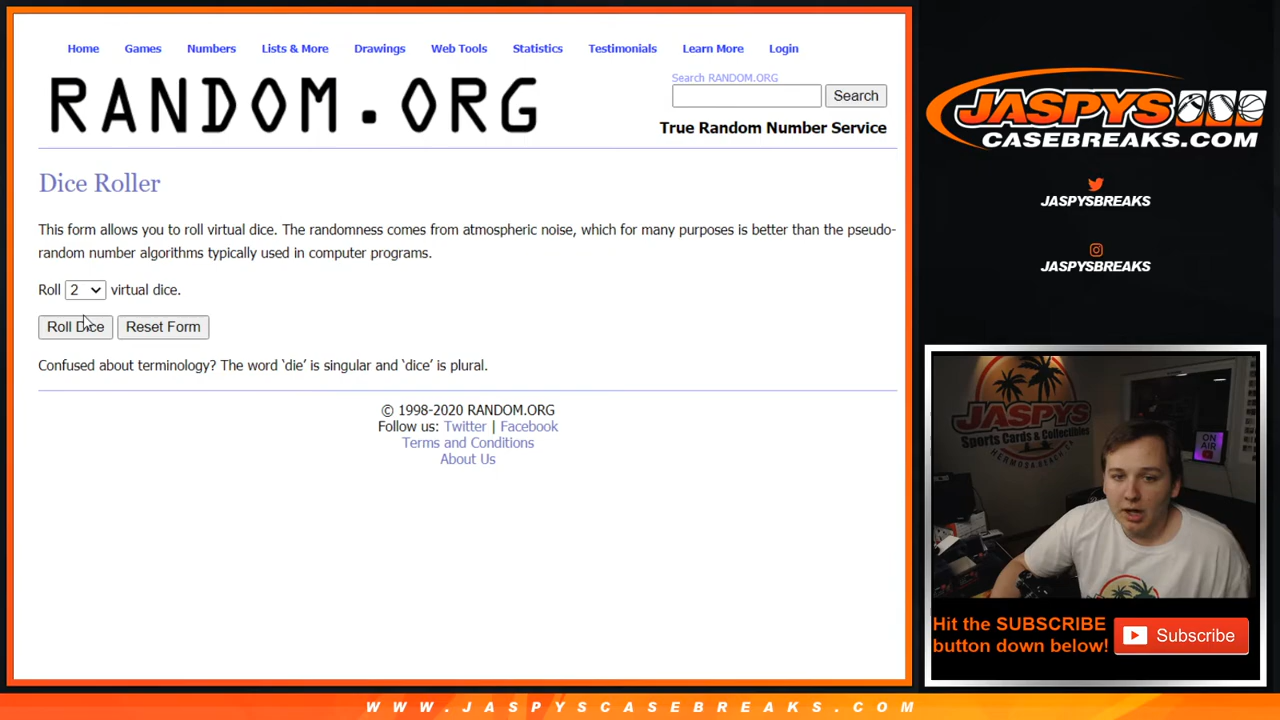 Home Games Numbers Lists & More Drawings Web Tools Statistics Testimonials Learn More Login
RANDOM.ORG
Search RANDOM.ORG
Search
True Random Number Service
Dice Roller
This form allows you to roll virtual dice. The randomness comes from atmospheric noise, which for many purposes is better than the pseudo-
random number algorithms typically used in computer programs.
Roll 2 virtual dice.
Roll Dice Reset Form
Confused about terminology? The word ‘die’ is singular and ‘dice’ is plural.
© 1998-2020 RANDOM.ORG
Follow us: Twitter | Facebook
Terms and Conditions
About Us
JASPYS
CASEBREAKS.COM
JASPYSBREAKS
JASPYSBREAKS
JASPYS
Sports Cards & Collectibles
HERMOSA BEACH CA
ON
AIR
Hit the SUBSCRIBE
button down below!
Subscribe
WWW.JASPYSCASEBREAKS.COM